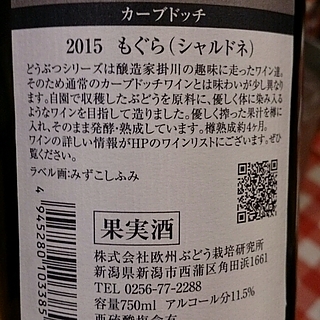 カーブドッチ
2015 もぐら(シャルドネ)
どうぶつシリーズは醸造家掛川の趣味に走ったワイン達。
そのため通常のカーブドッチワインとは味わいが少し異なり
ます。自園で収穫したぶどうを原料に、優しく体に染み入る
ようなワインを目指して造りました。優しく搾った果汁を樽に
入れ、そのまま発酵・熟成しています。樽熟成約4ヶ月。
ワインの詳しい情報がHPのワインリストにございます。ぜひ
ご覧ください。
ラベル画:みずこしふみ
果実酒
株式会社欧州ぶどう栽培研究所
新潟県新潟市西蒲区角田浜1661
TEL 0256-77-2288
容量750ml アルコール分11.5%
亜硫酸塩含有
4 945280 103385